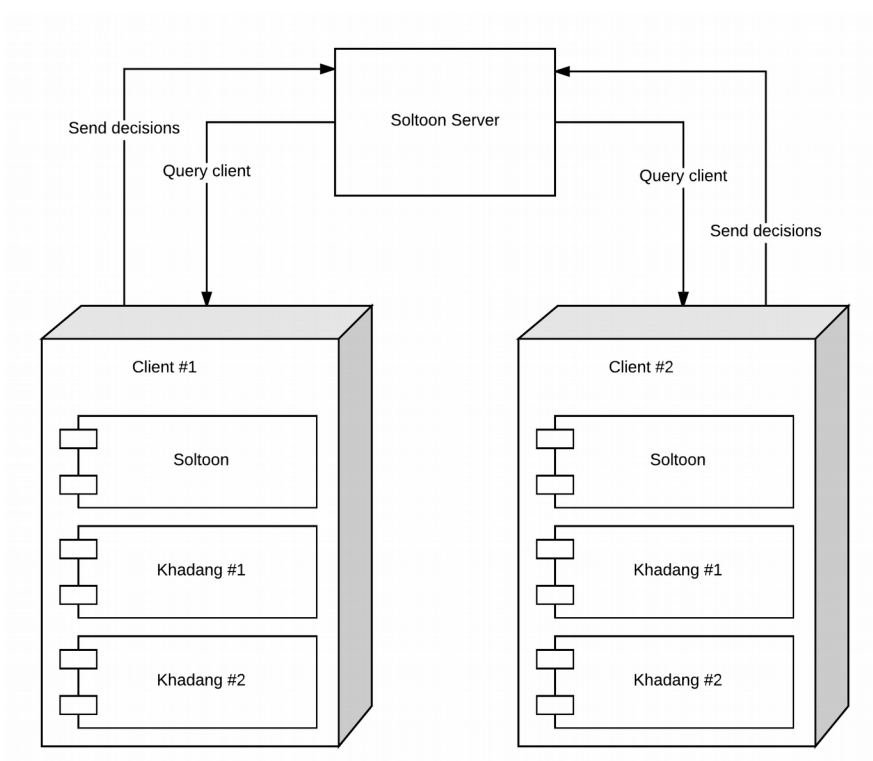 Soltoon Server
Send decisions
Query client
Query client
Send decisions
Client #1
Soltoon
Khadang #1
Khadang #2
Client #2
Soltoon
Khadang #1
Khadang #2